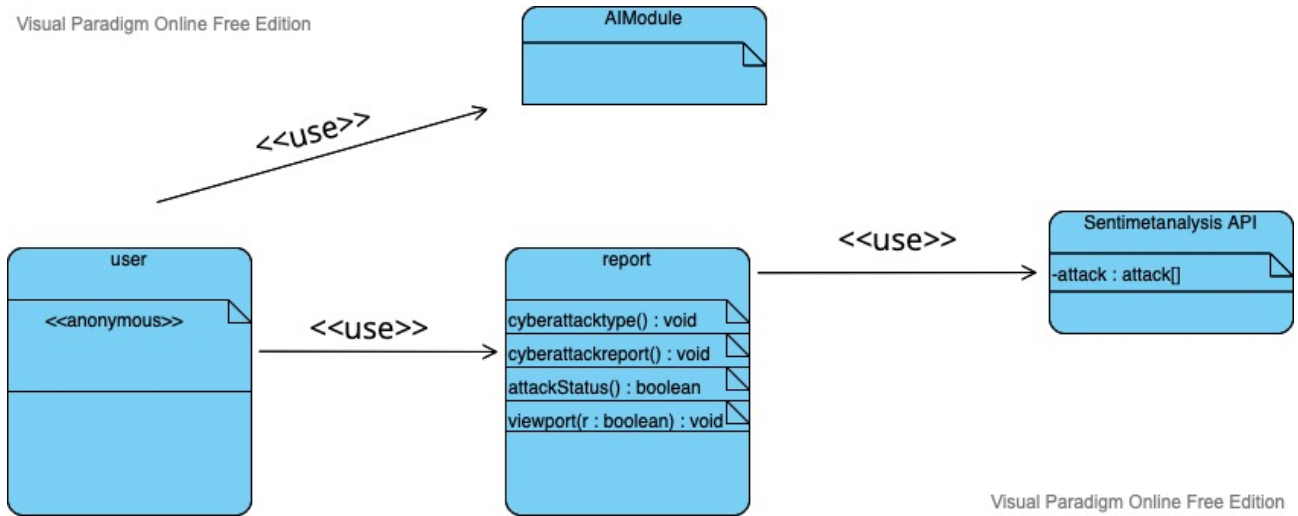 Visual Paradigm Online Free Edition
AIModule
<<use>>
user
<<anonymous>>
<<use>>
report
cyberattacktype() : void
cyberattackreport() : void
attackStatus() : boolean
viewport(r : boolean) : void
<<use>>
Sentimetanalysis API
-attack : attack[]
Visual Paradigm Online Free Edition